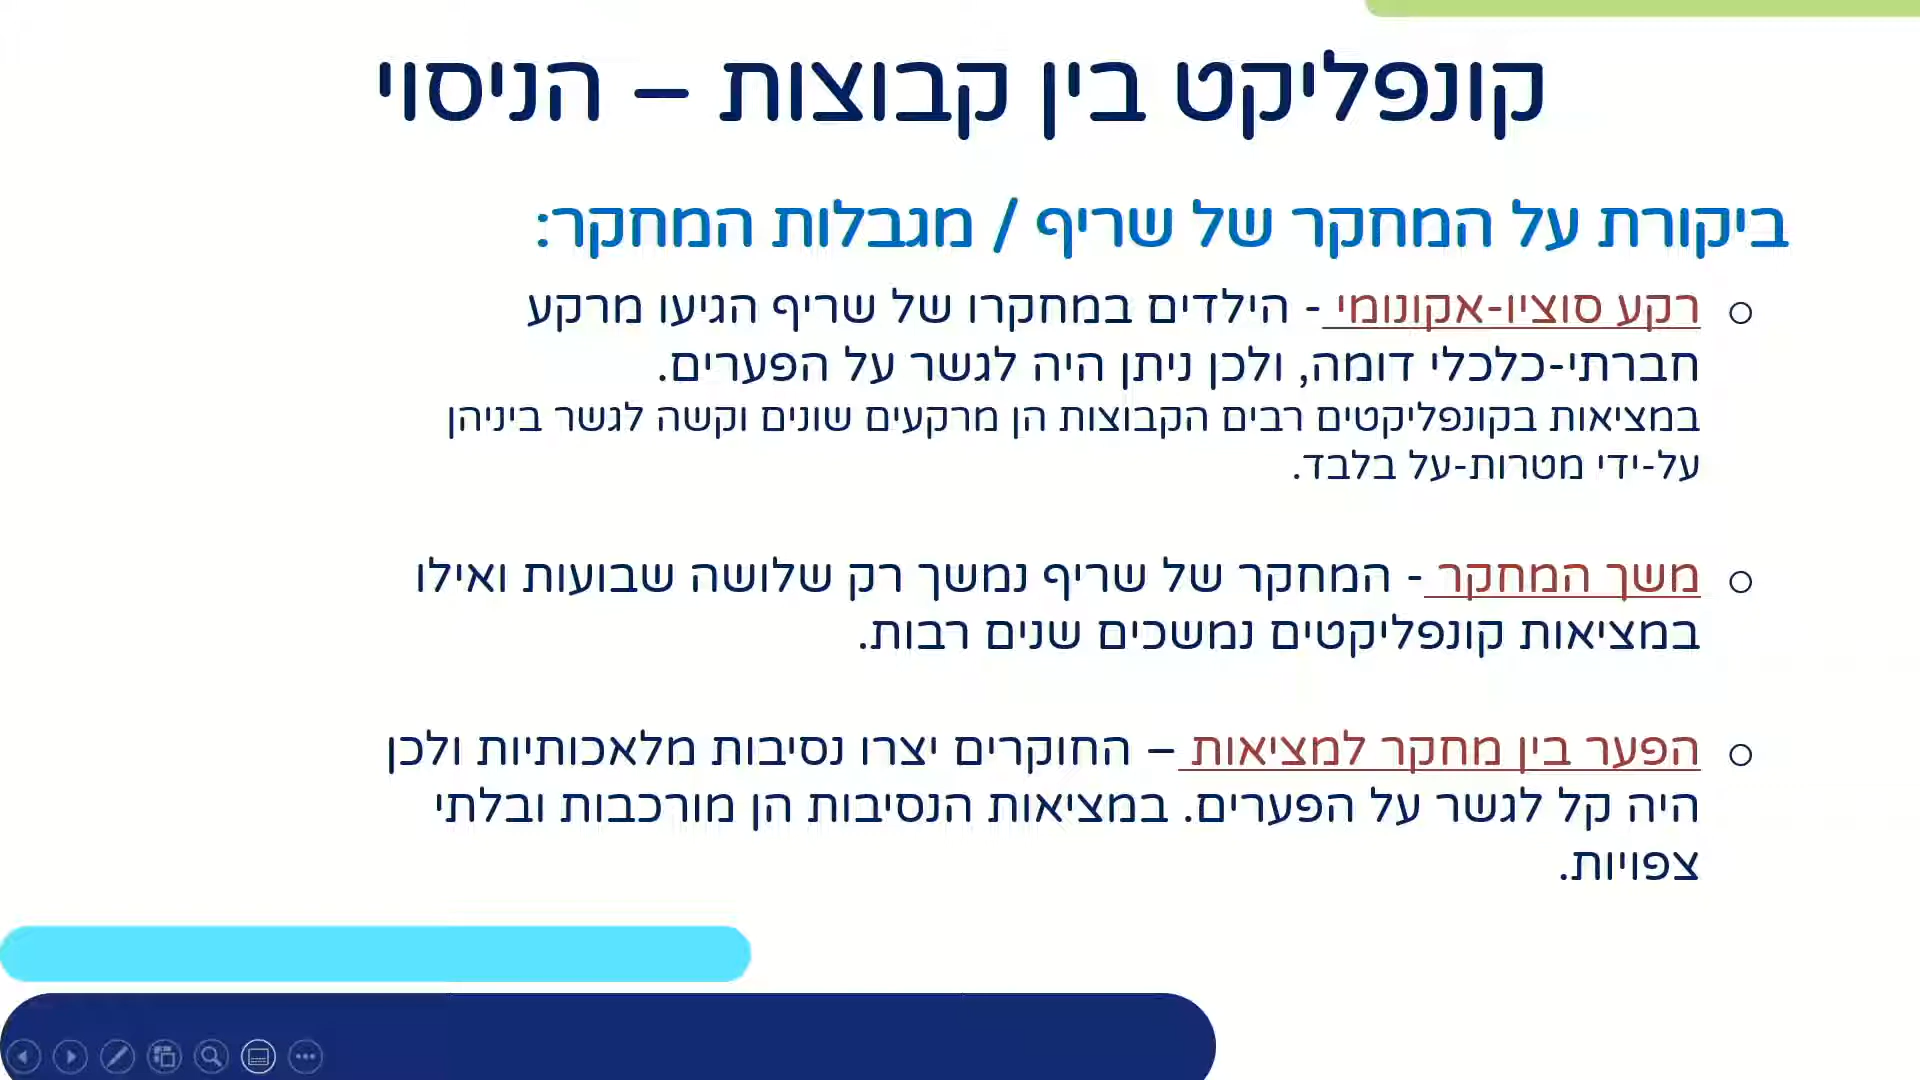 קונפליקט בין קבוצות – הניסוי
ביקורת על המחקר של שריף / מגבלות המחקר:
○ רקע סוציו-אקונומי - הילדים במחקרו של שריף הגיעו מרקע
חברתי-כלכלי דומה, ולכן ניתן היה לגשר על הפערים.
במציאות בקונפליקטים רבים הקבוצות הן מרקעים שונים וקשה לגשר ביניהן
על-ידי מטרות-על בלבד.
○ משך המחקר - המחקר של שריף נמשך רק שלושה שבועות ואילו
במציאות קונפליקטים נמשכים שנים רבות.
○ הפער בין מחקר למציאות – החוקרים יצרו נסיבות מלאכותיות ולכן
היה קל לגשר על הפערים. במציאות הנסיבות הן מורכבות ובלתי
צפויות.